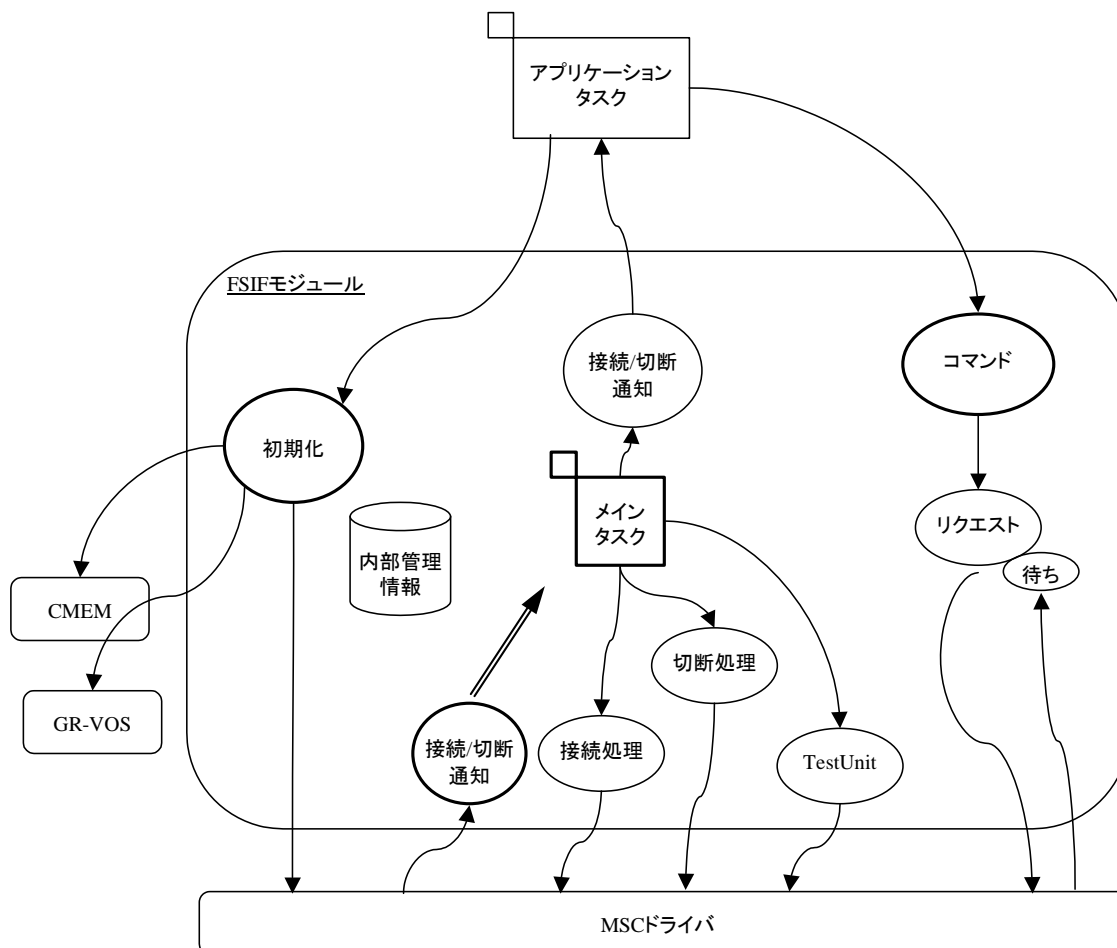 アプリケーション
タスク
FSIFモジュール
接続/切断
通知
コマンド
初期化
メイン
タスク
リクエスト
待ち
内部管理
情報
CMEM
切断処理
GR-VOS
接続/切断
通知
接続処理
TestUnit
MSCドライバ